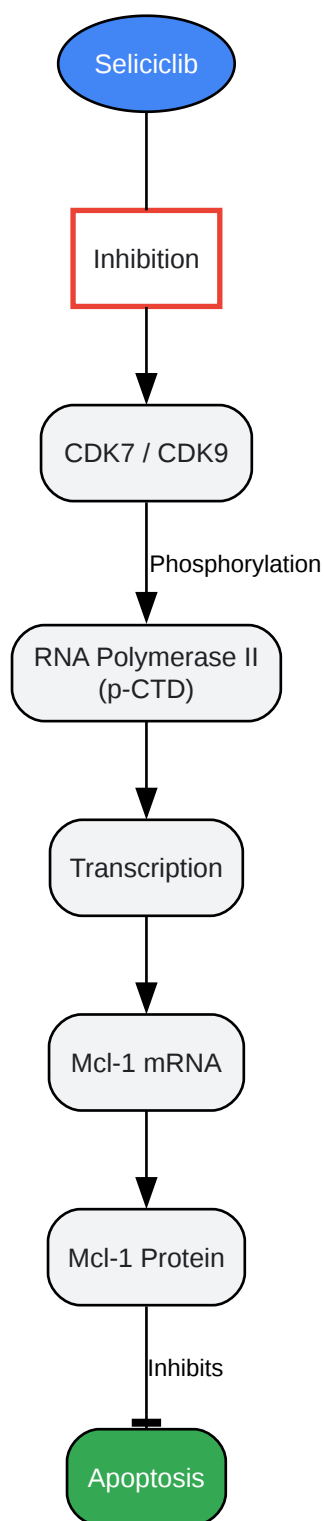 Seliciclib
Inhibition
CDK7 / CDK9
Phosphorylation
RNA Polymerase II
(p-CTD)
Transcription
Mcl-1 mRNA
Mcl-1 Protein
Inhibits
Apoptosis